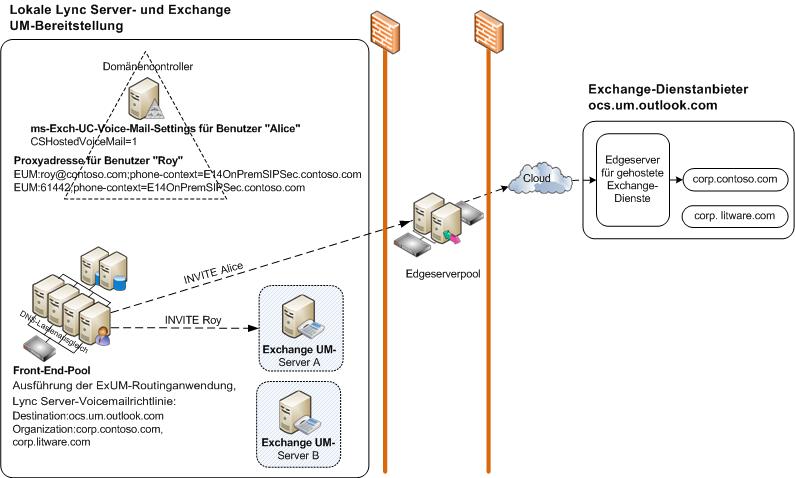 Lokale Lync Server- und Exchange
UM-Bereitstellung
Domänencontroller
ms-Exch-UC-Voice-Mail-Settings für Benutzer "Alice"
CSHostedVoiceMail=1
Proxyadresse für Benutzer "Roy"
EUM:roy@contoso.com;phone-context=E14OnPremSIPSec.contoso.com
EUM:61442;phone-context=E14OnPremSIPSec.contoso.com
INVITE Alice
INVITE Roy
DNS-Lastenausgleich
Front-End-Pool
Ausführung der ExUM-Routinganwendung,
Lync Server-Voicemailrichtlinie:
Destination:ocs.um.outlook.com
Organization:corp.contoso.com,
corp.litware.com
Exchange UM-
Server A
Exchange UM-
Server B
Edgeserverpool
Cloud
Exchange-Dienstanbieter
ocs.um.outlook.com
Edgeserver
für gehostete
Exchange-
Dienste
corp.contoso.com
corp. litware.com